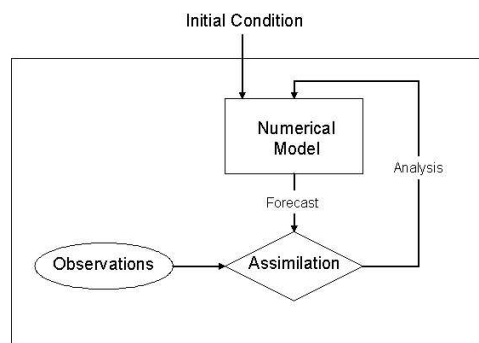 Initial Condition
Numerical
Model
Analysis
Forecast
Observations
Assimilation